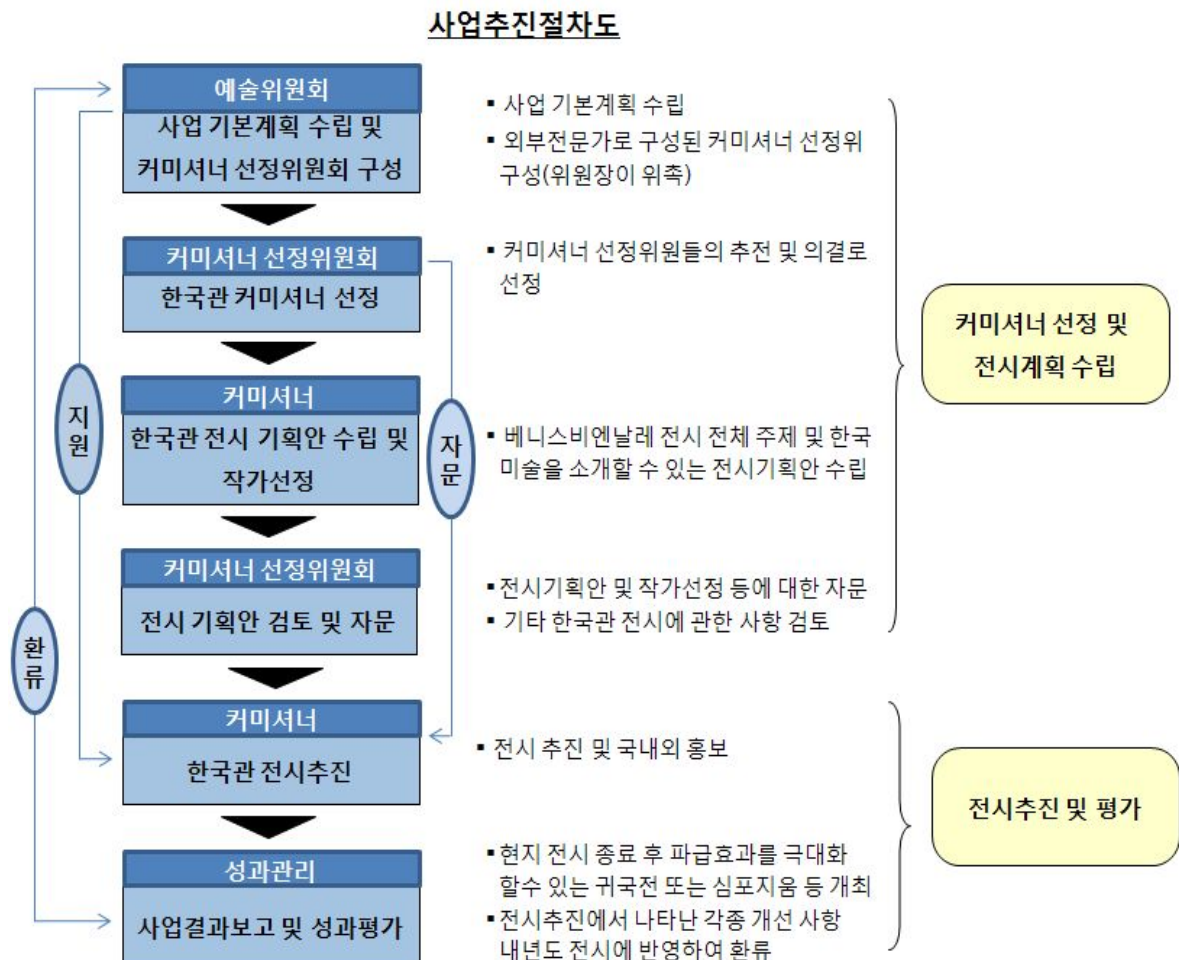 사업추진절차도
예술위원회
사업 기본계획 수립 및
커미셔너 선정위원회 구성
▪ 사업 기본계획 수립
▪ 외부전문가로 구성된 커미셔너 선정위
구성(위원장이 위촉)
커미셔너 선정위원회
한국관 커미셔너 선정
▪ 커미셔너 선정위원들의 추전 및 의결로
선정
커미셔너 선정 및
전시계획 수립
지원
자문
커미셔너
한국관 전시 기획안 수립 및
작가선정
▪ 베니스비엔날레 전시 전체 주제 및 한국
미술을 소개할 수 있는 전시기획안 수립
커미셔너 선정위원회
전시 기획안 검토 및 자문
▪ 전시기획안 및 작가선정 등에 대한 자문
▪ 기타 한국관 전시에 관한 사항 검토
환류
커미셔너
한국관 전시추진
▪ 전시 추진 및 국내외 홍보
전시추진 및 평가
성과관리
사업결과보고 및 성과평가
▪ 현지 전시 종료 후 파급효과를 극대화
할수 있는 귀국전 또는 심포지움 등 개최
▪ 전시추진에서 나타난 각종 개선 사항
내년도 전시에 반영하여 환류